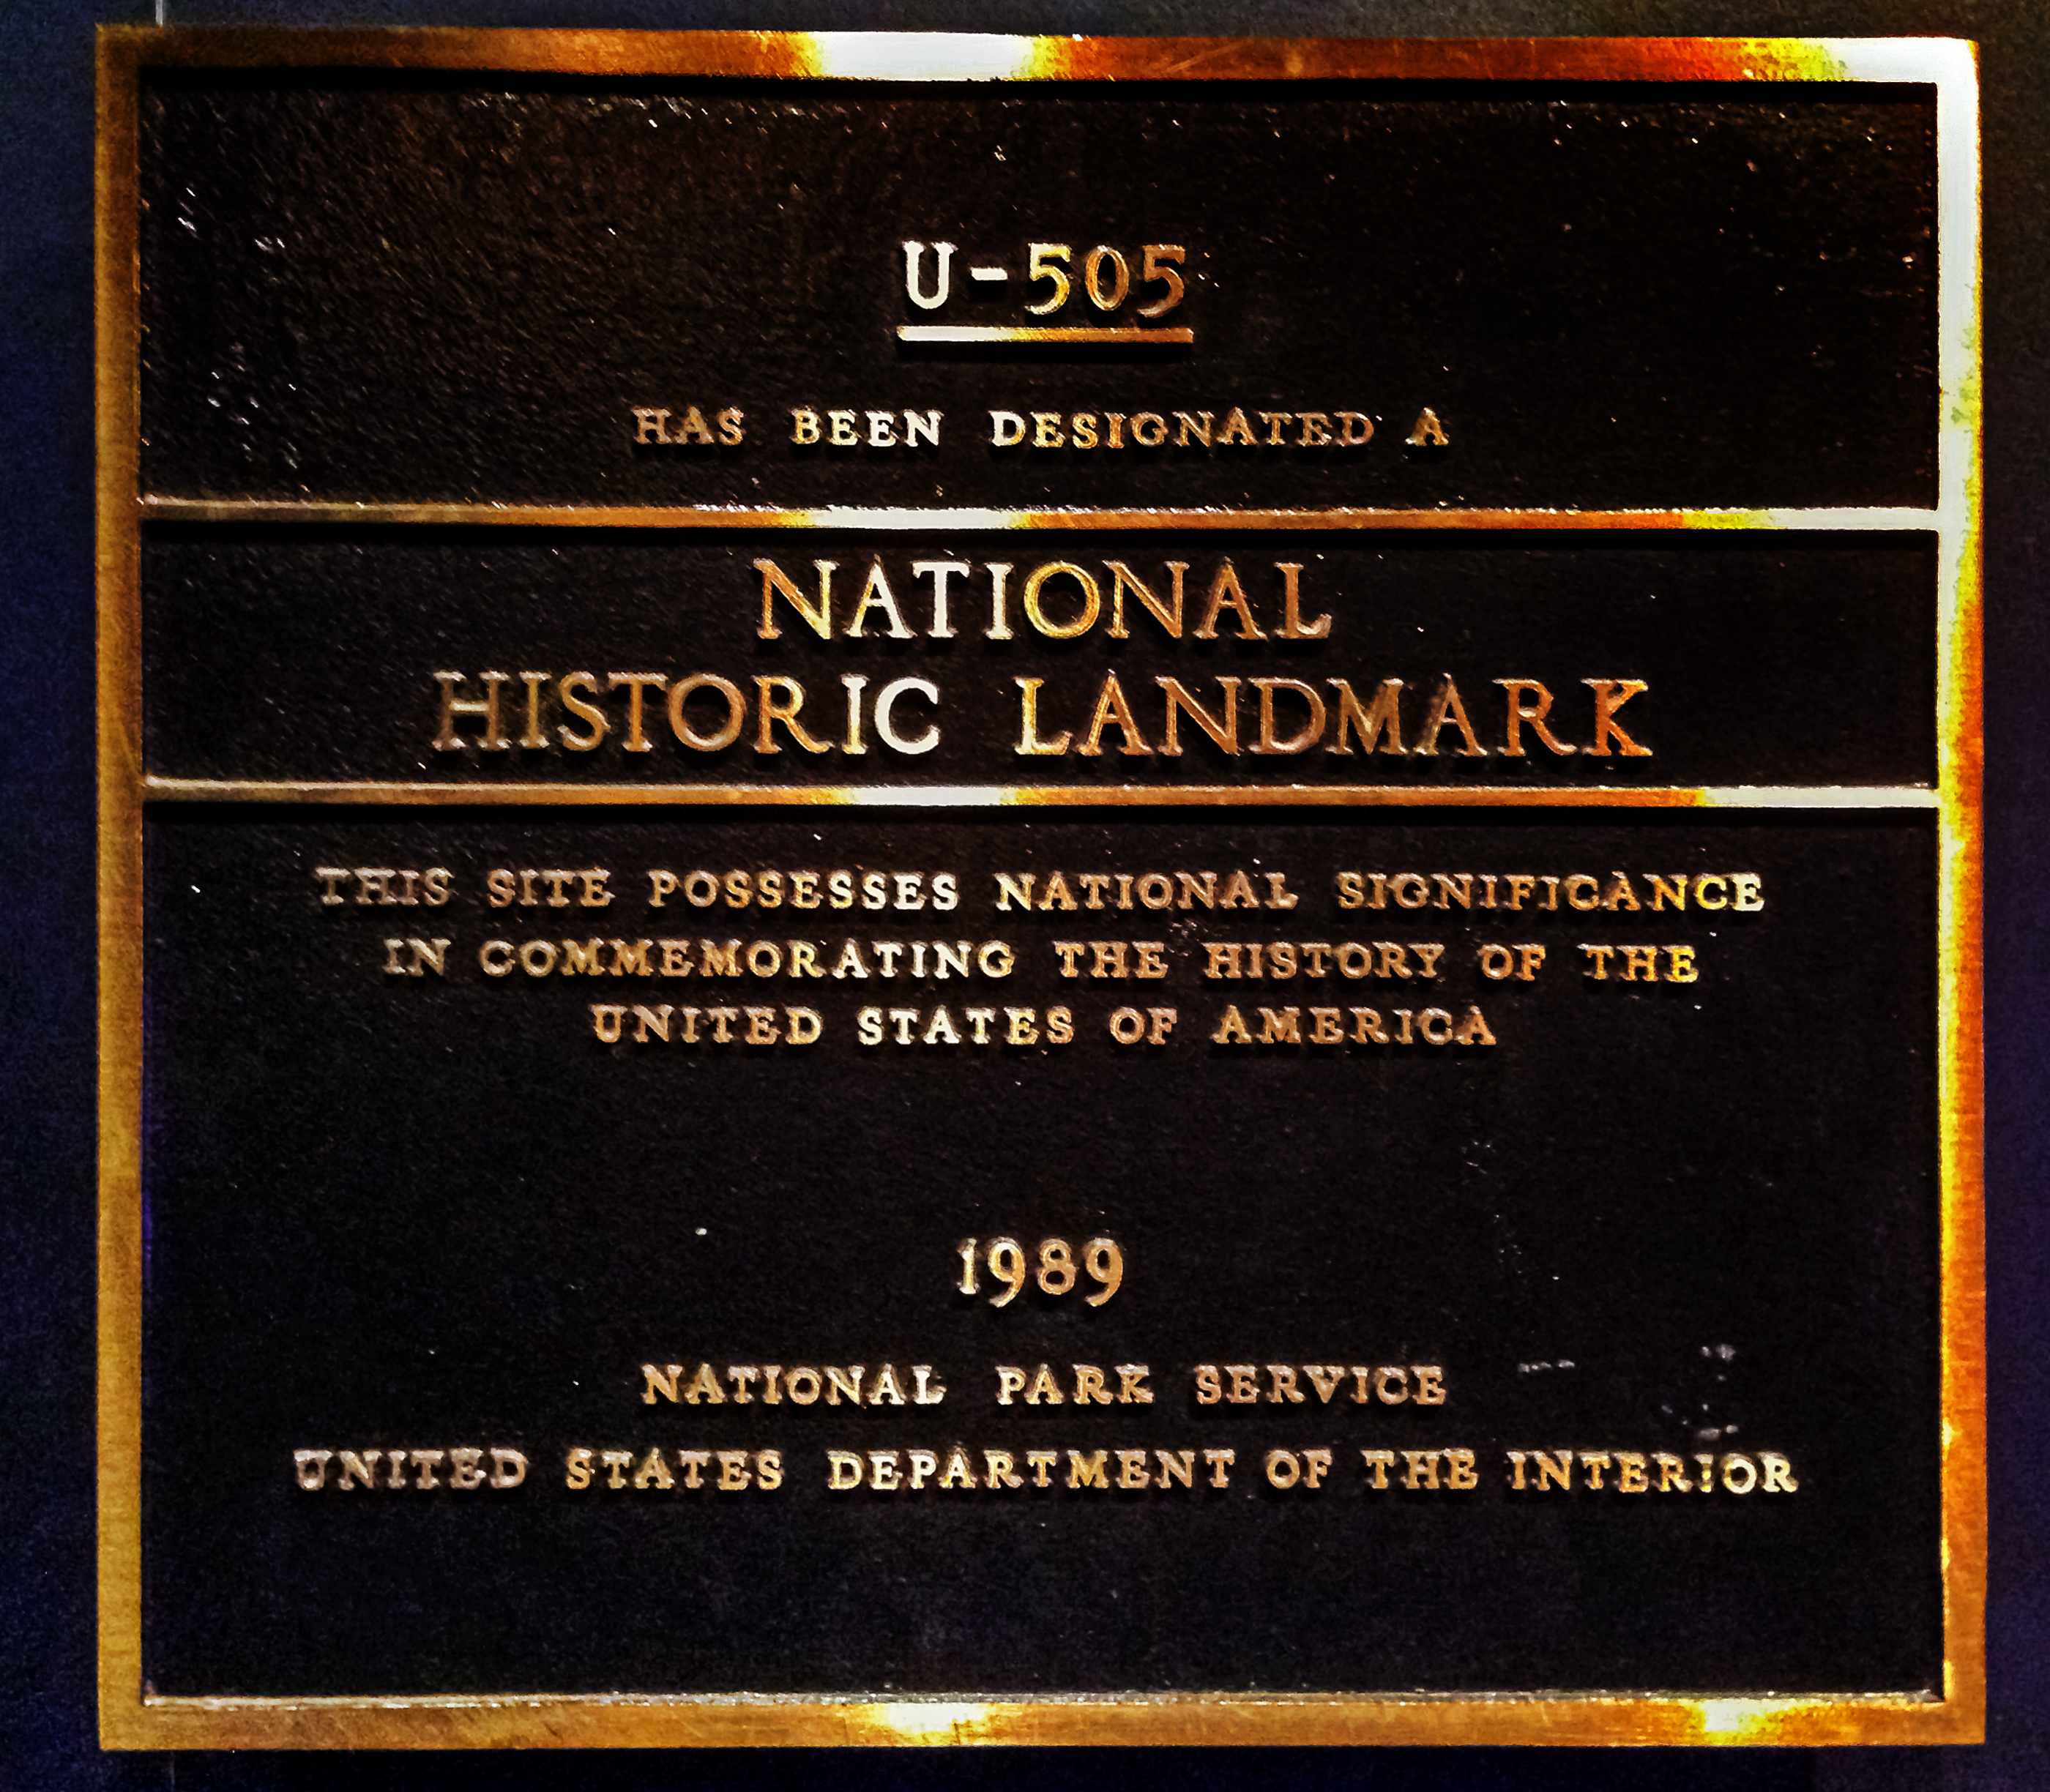 U-505
HAS BEEN DESIGNATED A
NATIONAL
HISTORIC LANDMARK
THIS SITE POSSESSES NATIONAL SIGNIFICANCE
IN COMMEMORATING THE HISTORY OF THE
UNITED STATES OF AMERICA
1989
NATIONAL PARK SERVICE
UNITED STATES DEPARTMENT OF THE INTERIOR